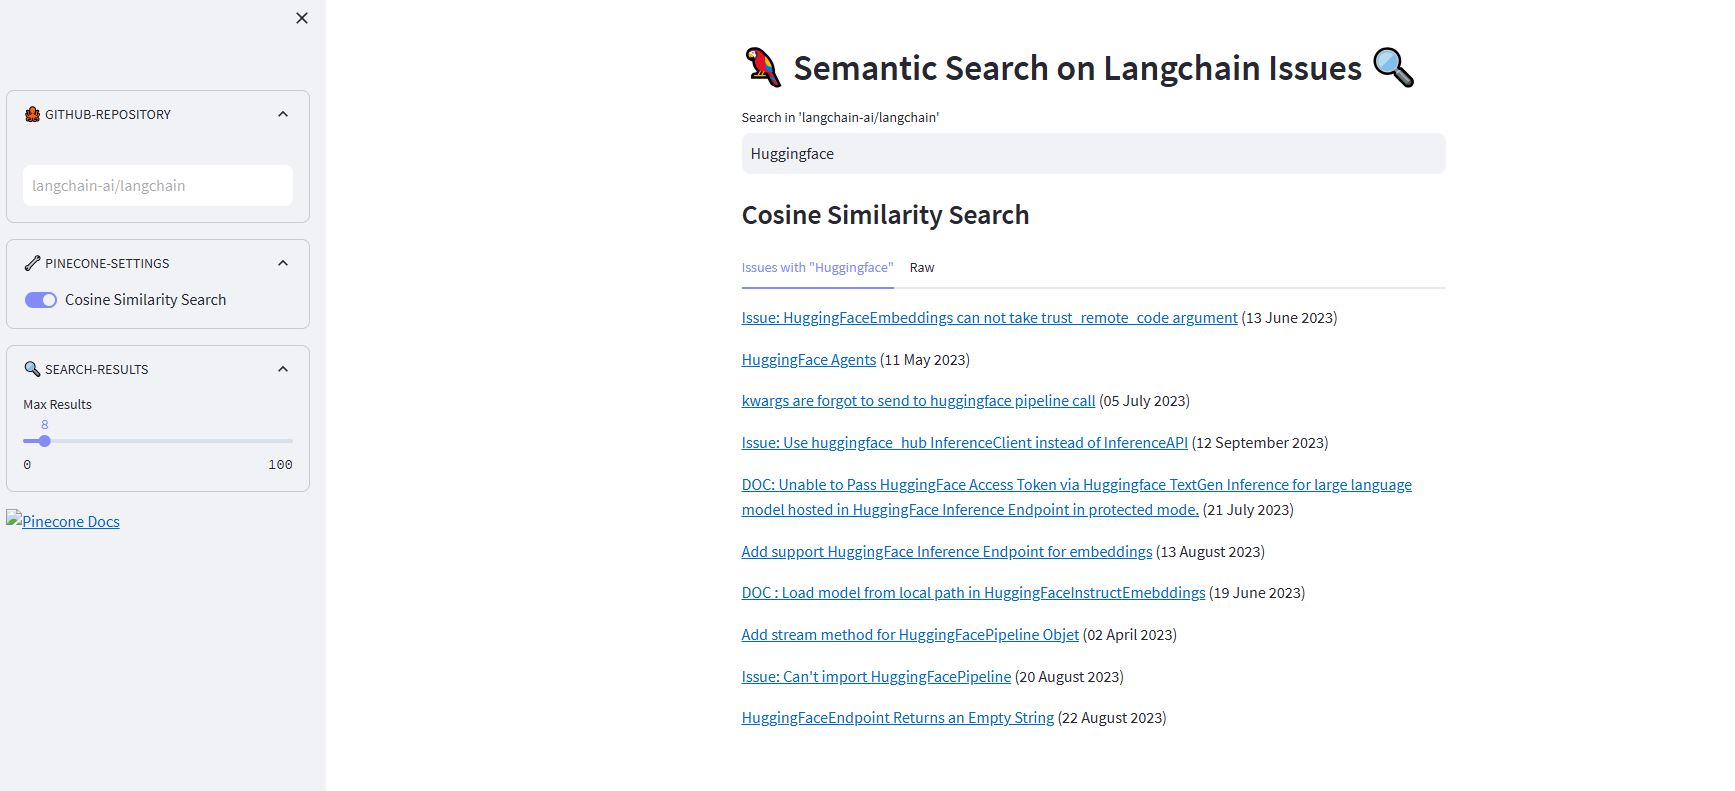 GITHUB-REPOSITORY
langchain-ai/langchain
PINECONE-SETTINGS
Cosine Similarity Search
SEARCH-RESULTS
Max Results
8
0 100
Pinecone Docs
Semantic Search on Langchain Issues
Search in 'langchain-ai/langchain'
Huggingface
Cosine Similarity Search
Issues with "Huggingface" Raw
Issue: HuggingFaceEmbeddings can not take trust_remote_code argument (13 June 2023)
HuggingFace Agents (11 May 2023)
kwargs are forgot to send to huggingface pipeline call (05 July 2023)
Issue: Use huggingface_hub InferenceClient instead of InferenceAPI (12 September 2023)
DOC: Unable to Pass HuggingFace Access Token via Huggingface TextGen Inference for large language
model hosted in HuggingFace Inference Endpoint in protected mode. (21 July 2023)
Add support HuggingFace Inference Endpoint for embeddings (13 August 2023)
DOC : Load model from local path in HuggingFaceInstructEmebddings (19 June 2023)
Add stream method for HuggingFacePipeline Objet (02 April 2023)
Issue: Can't import HuggingFacePipeline (20 August 2023)
HuggingFaceEndpoint Returns an Empty String (22 August 2023)